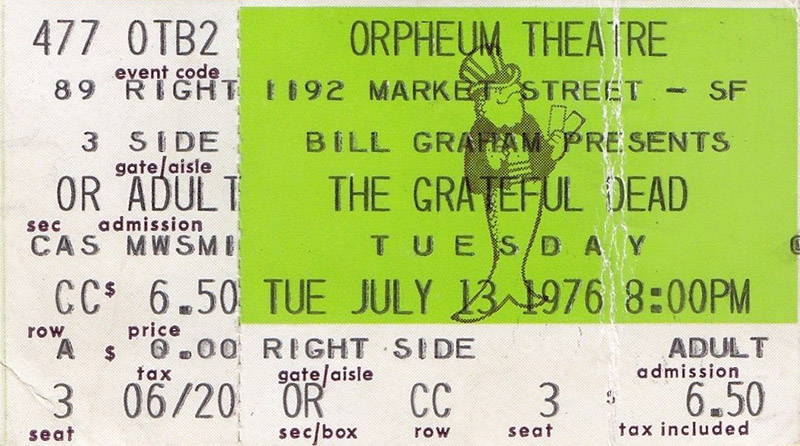 477 OTB2
event code
89 RIGHT
3 SIDE
gate/aisle
OR ADULT
sec admission
CAS MWSMI
CC $ 6.50
row price
A $ 0.00
tax
3 06/20
seat
ORPHEUM THEATRE
1192 MARKET STREET - SF
BILL GRAHAM PRESENTS
THE GRATEFUL DEAD
TUESDAY
TUE JULY 13 1976 8:00PM
RIGHT SIDE ADULT
gate/aisle admission
OR CC 3 $ 6.50
sec/box row seat tax included